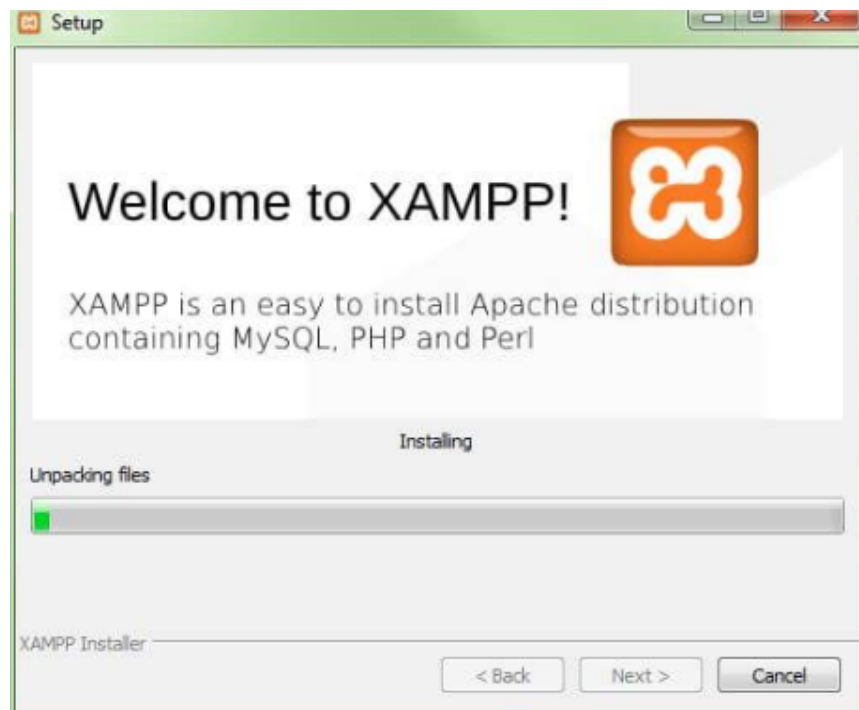 Setup
Welcome to XAMPP!
XAMPP is an easy to install Apache distribution
containing MySQL, PHP and Perl
Installing
Unpacking files
XAMPP Installer
< Back
Next >
Cancel